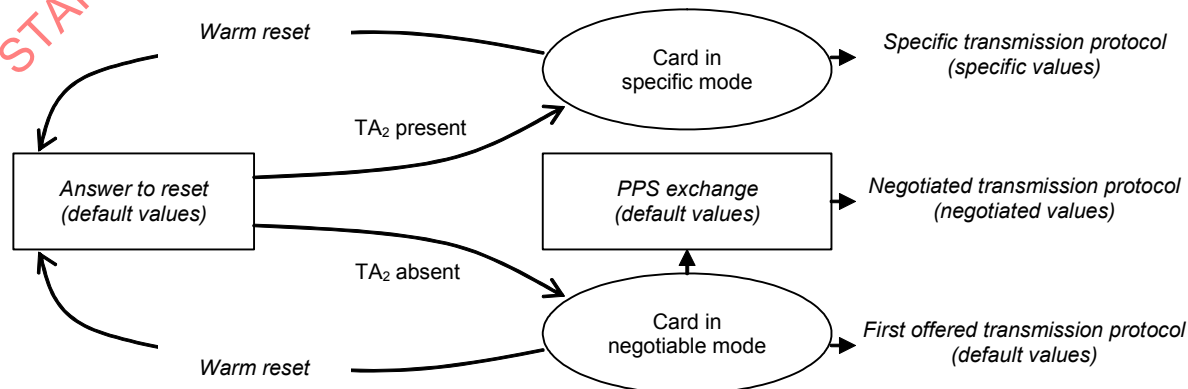 STA
Warm reset
Card in
specific mode
Specific transmission protocol
(specific values)
TA₂ present
Answer to reset
(default values)
PPS exchange
(default values)
Negotiated transmission protocol
(negotiated values)
TA₂ absent
Card in
negotiable mode
First offered transmission protocol
(default values)
Warm reset